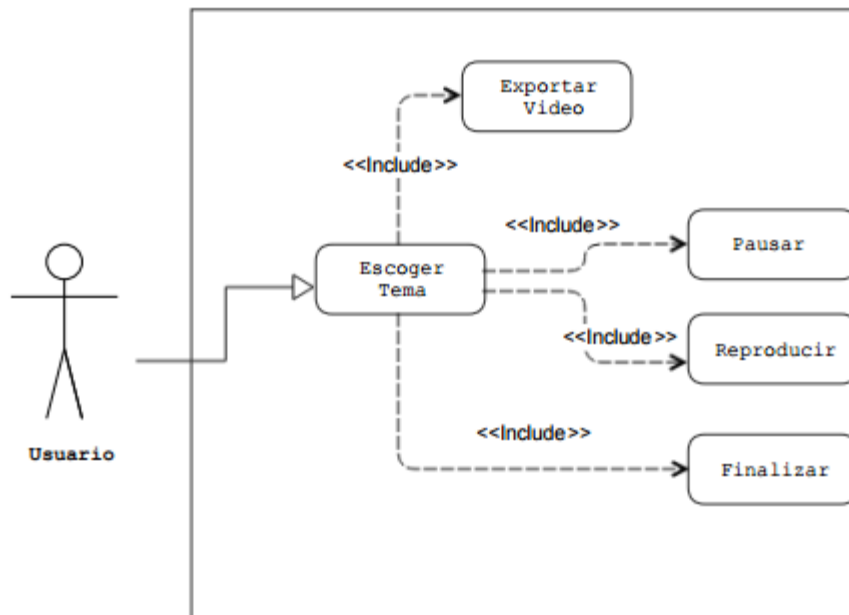 Exportar
Video
<<Include>>
<<Include>>
Pausar
Escoger
Tema
<<Include>>
Reproducir
<<Include>>
Finalizar
Usuario